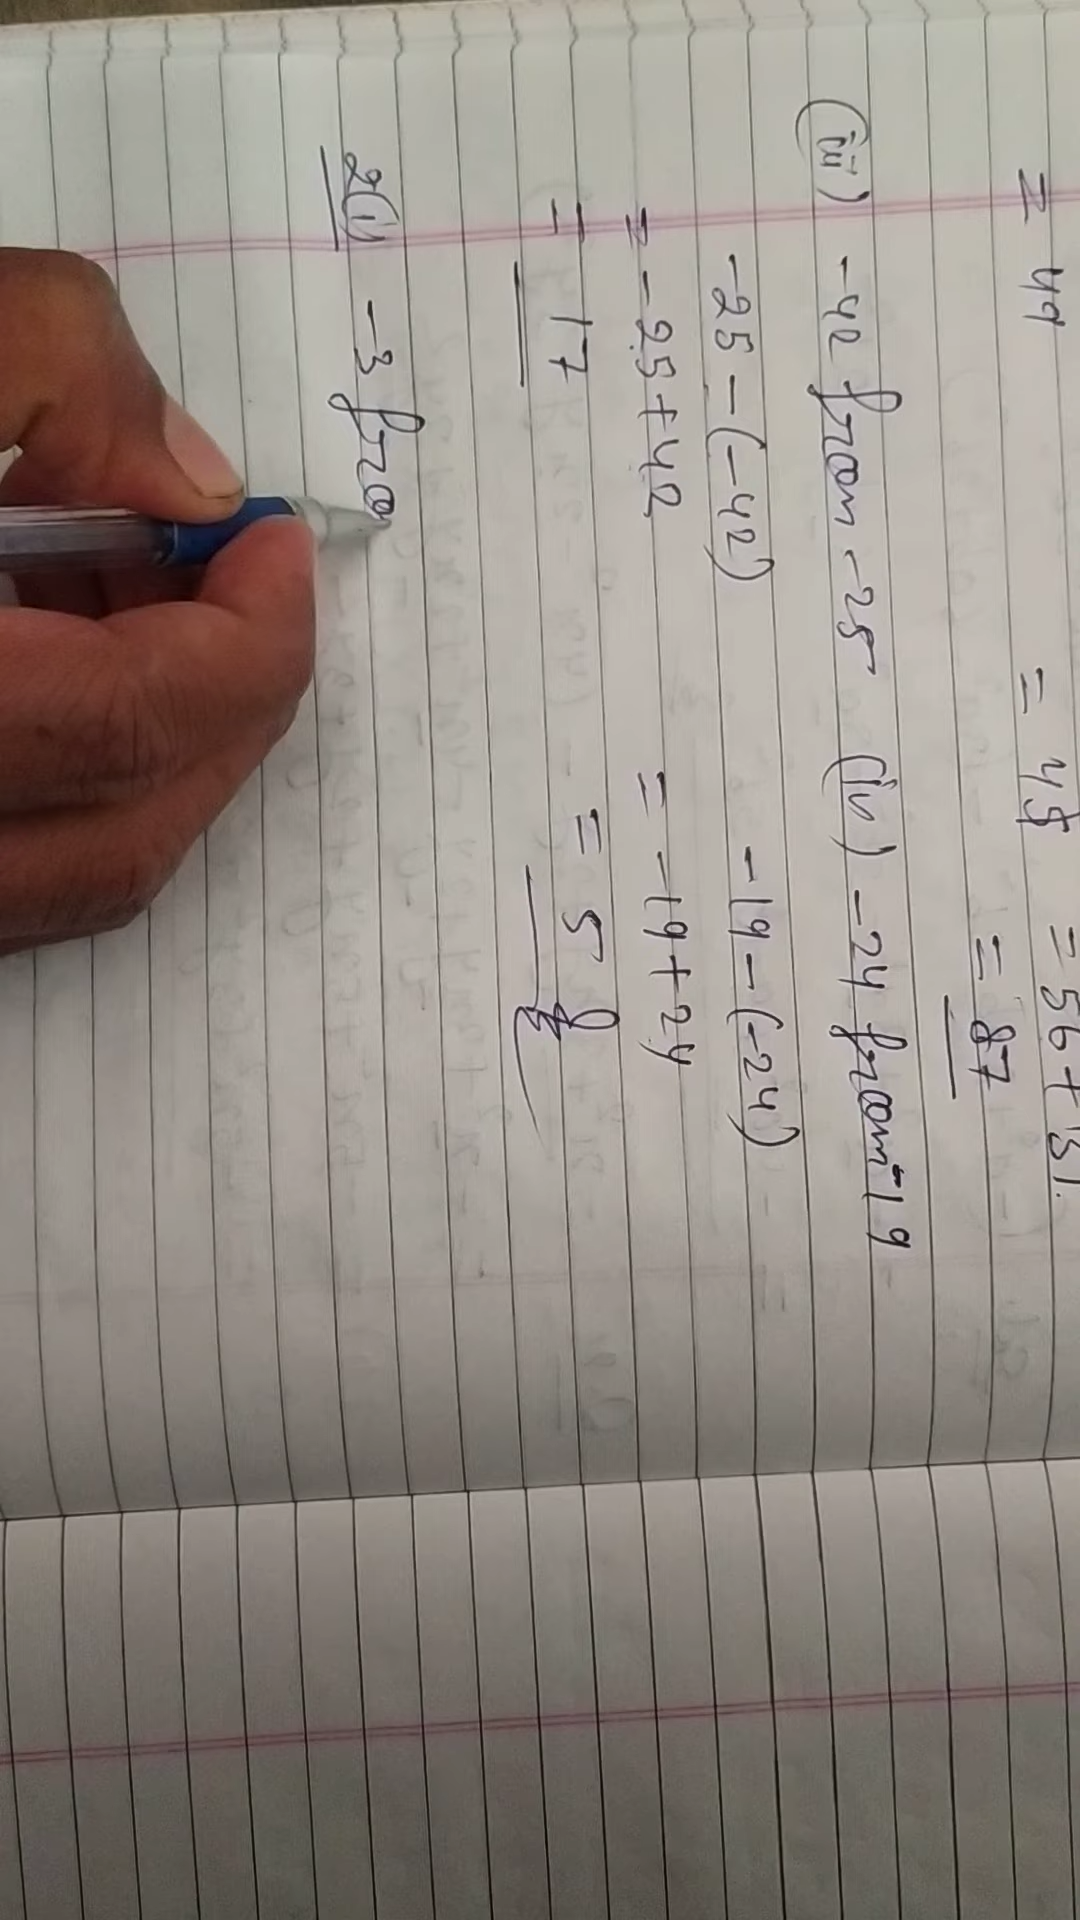 = 49 = 45 = 56 + 31.
= 87
(iii) -42 from -25 (iv) -24 from -19
-25 - (-42) -19 - (-24)
= -25 + 42 = -19 + 24
= 17 = 5
2(i) -3 from